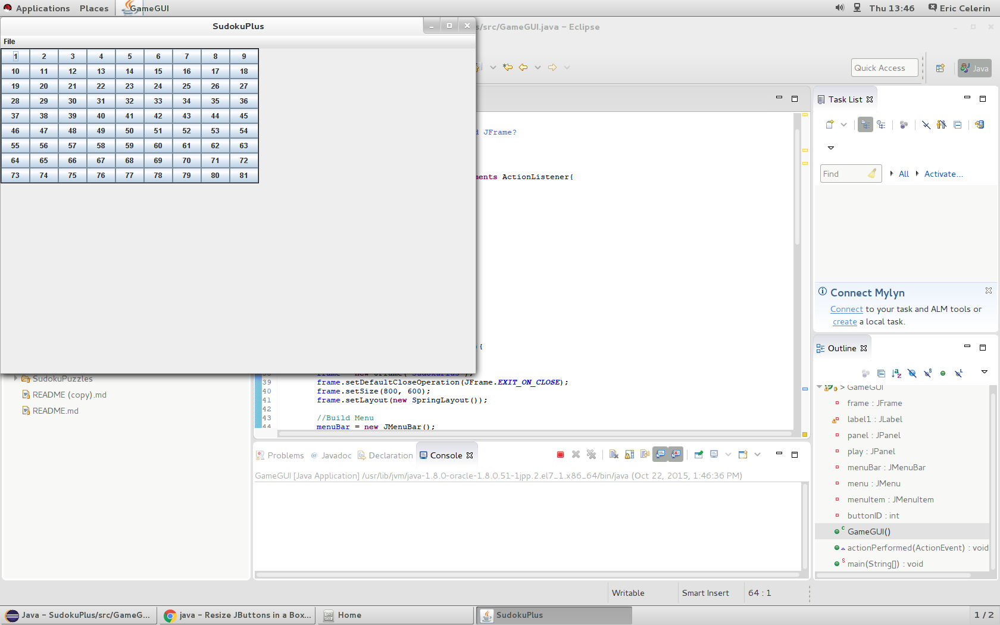 Applications Places GameGUI Thu 13:46 Eric Celerin
SudokuPlus
s/src/GameGUI.java - Eclipse
File
1 2 3 4 5 6 7 8 9
10 11 12 13 14 15 16 17 18
19 20 21 22 23 24 25 26 27
28 29 30 31 32 33 34 35 36
37 38 39 40 41 42 43 44 45
46 47 48 49 50 51 52 53 54
55 56 57 58 59 60 61 62 63
64 65 66 67 68 69 70 71 72
73 74 75 76 77 78 79 80 81
Quick Access Java
d JFrame?
ments ActionListener{
{
SudokuPuzzles
README (copy).md
README.md
39 frame.setDefaultCloseOperation(JFrame.EXIT_ON_CLOSE);
40 frame.setSize(800, 600);
41 frame.setLayout(new SpringLayout());
42
43 //Build Menu
44 menuBar = new JMenuBar();
Task List
Find All Activate...
Connect Mylyn
Connect to your task and ALM tools or
create a local task.
Outline
> GameGUI
frame : JFrame
label1 : JLabel
panel : JPanel
play : JPanel
menuBar : JMenuBar
menu : JMenu
menuItem : JMenuItem
buttonID : int
GameGUI()
actionPerformed(ActionEvent) : void
main(String[]) : void
Problems @ Javadoc Declaration Console
GameGUI [Java Application] /usr/lib/jvm/java-1.8.0-oracle-1.8.0.51-1jpp.2.el7_1.x86_64/bin/java (Oct 22, 2015, 1:46:36 PM)
Writable Smart Insert 64 : 1
Java - SudokuPlus/src/GameG... java - Resize JButtons in a Box... Home SudokuPlus 1 / 2